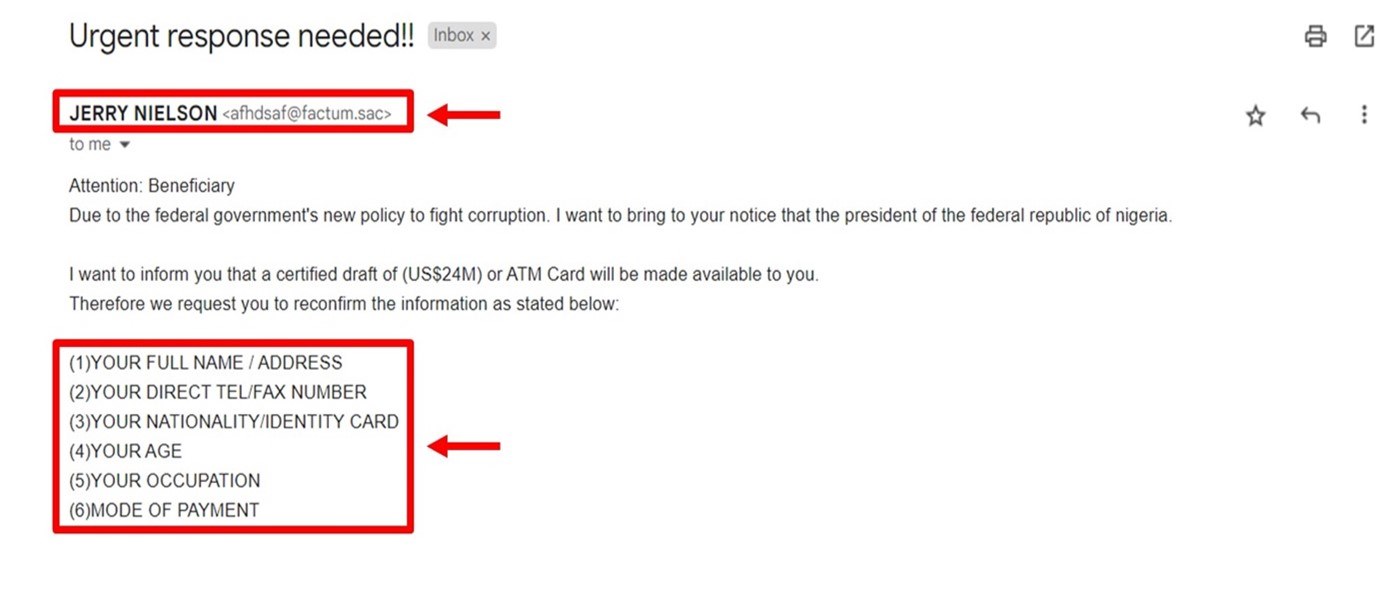 Urgent response needed!! Inbox ×
JERRY NIELSON <afhdsaf@factum.sac>
to me
Attention: Beneficiary
Due to the federal government's new policy to fight corruption. I want to bring to your notice that the president of the federal republic of nigeria.
I want to inform you that a certified draft of (US$24M) or ATM Card will be made available to you.
Therefore we request you to reconfirm the information as stated below:
(1)YOUR FULL NAME / ADDRESS
(2)YOUR DIRECT TEL/FAX NUMBER
(3)YOUR NATIONALITY/IDENTITY CARD
(4)YOUR AGE
(5)YOUR OCCUPATION
(6)MODE OF PAYMENT